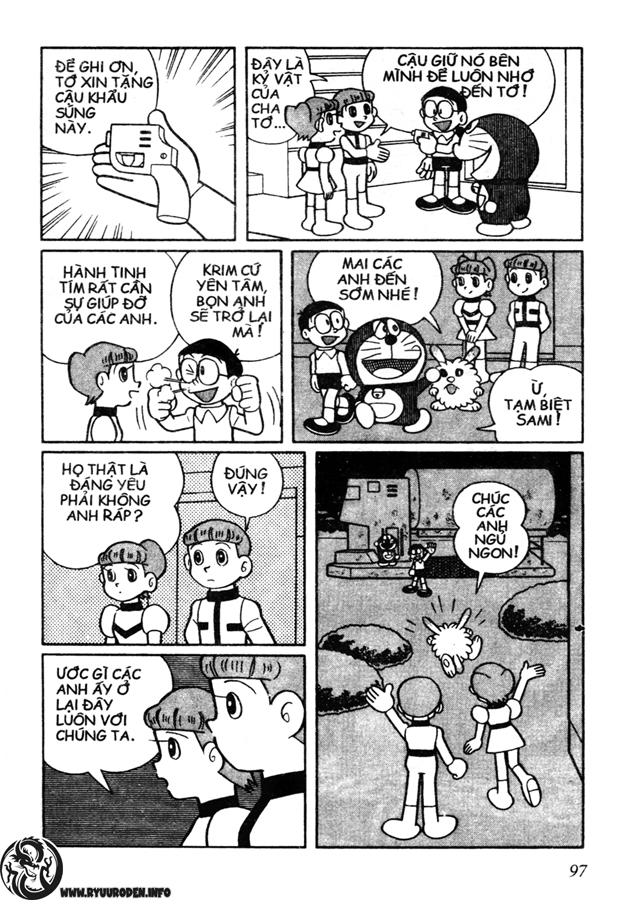 ĐỂ GHI ƠN,
TỚ XIN TẶNG
CẬU KHẨU
SÚNG
NÀY.
ĐÂY LÀ
KỶ VẬT
CỦA
CHA
TỚ...
CẬU GIỮ NÓ BÊN
MÌNH ĐỂ LUÔN NHỚ
ĐẾN TỚ!
HÀNH TINH
TÍM RẤT CẦN
SỰ GIÚP ĐỠ
CỦA CÁC ANH.
KRIM CỨ
YÊN TÂM,
BỌN ANH
SẼ TRỞ LẠI
MÀ!
MAI CÁC
ANH ĐẾN
SỚM NHÉ!
Ừ,
TẠM BIỆT
SAMI!
HỌ THẬT LÀ
ĐÁNG YÊU
PHẢI KHÔNG
ANH RÁP?
ĐÚNG
VẬY!
CHÚC
CÁC
ANH
NGỦ
NGON!
ƯỚC GÌ CÁC
ANH ẤY Ở
LẠI ĐÂY
LUÔN VỚI
CHÚNG TA.
97
WWW.RYUURODEN.INFO